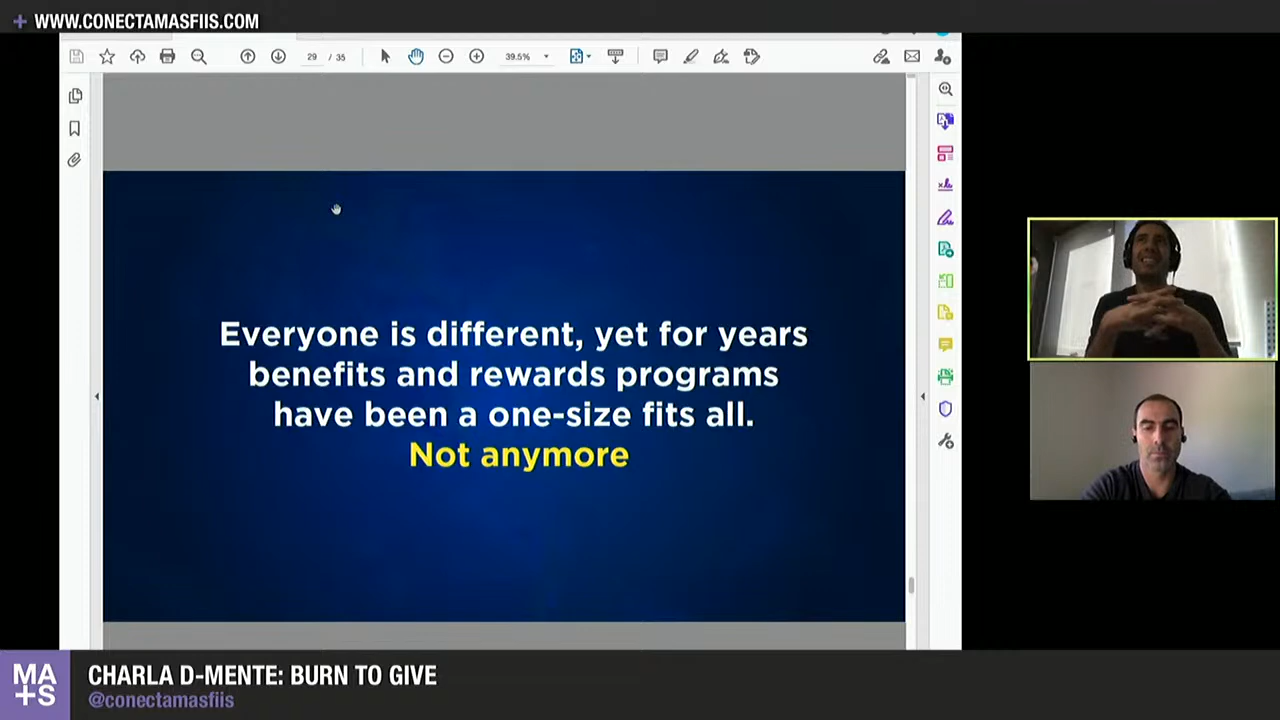 + WWW.CONECTAMASFIIS.COM
29 / 35
39.5%
Everyone is different, yet for years
benefits and rewards programs
have been a one-size fits all.
Not anymore
MA
+S
CHARLA D-MENTE: BURN TO GIVE
@conectamasfiis